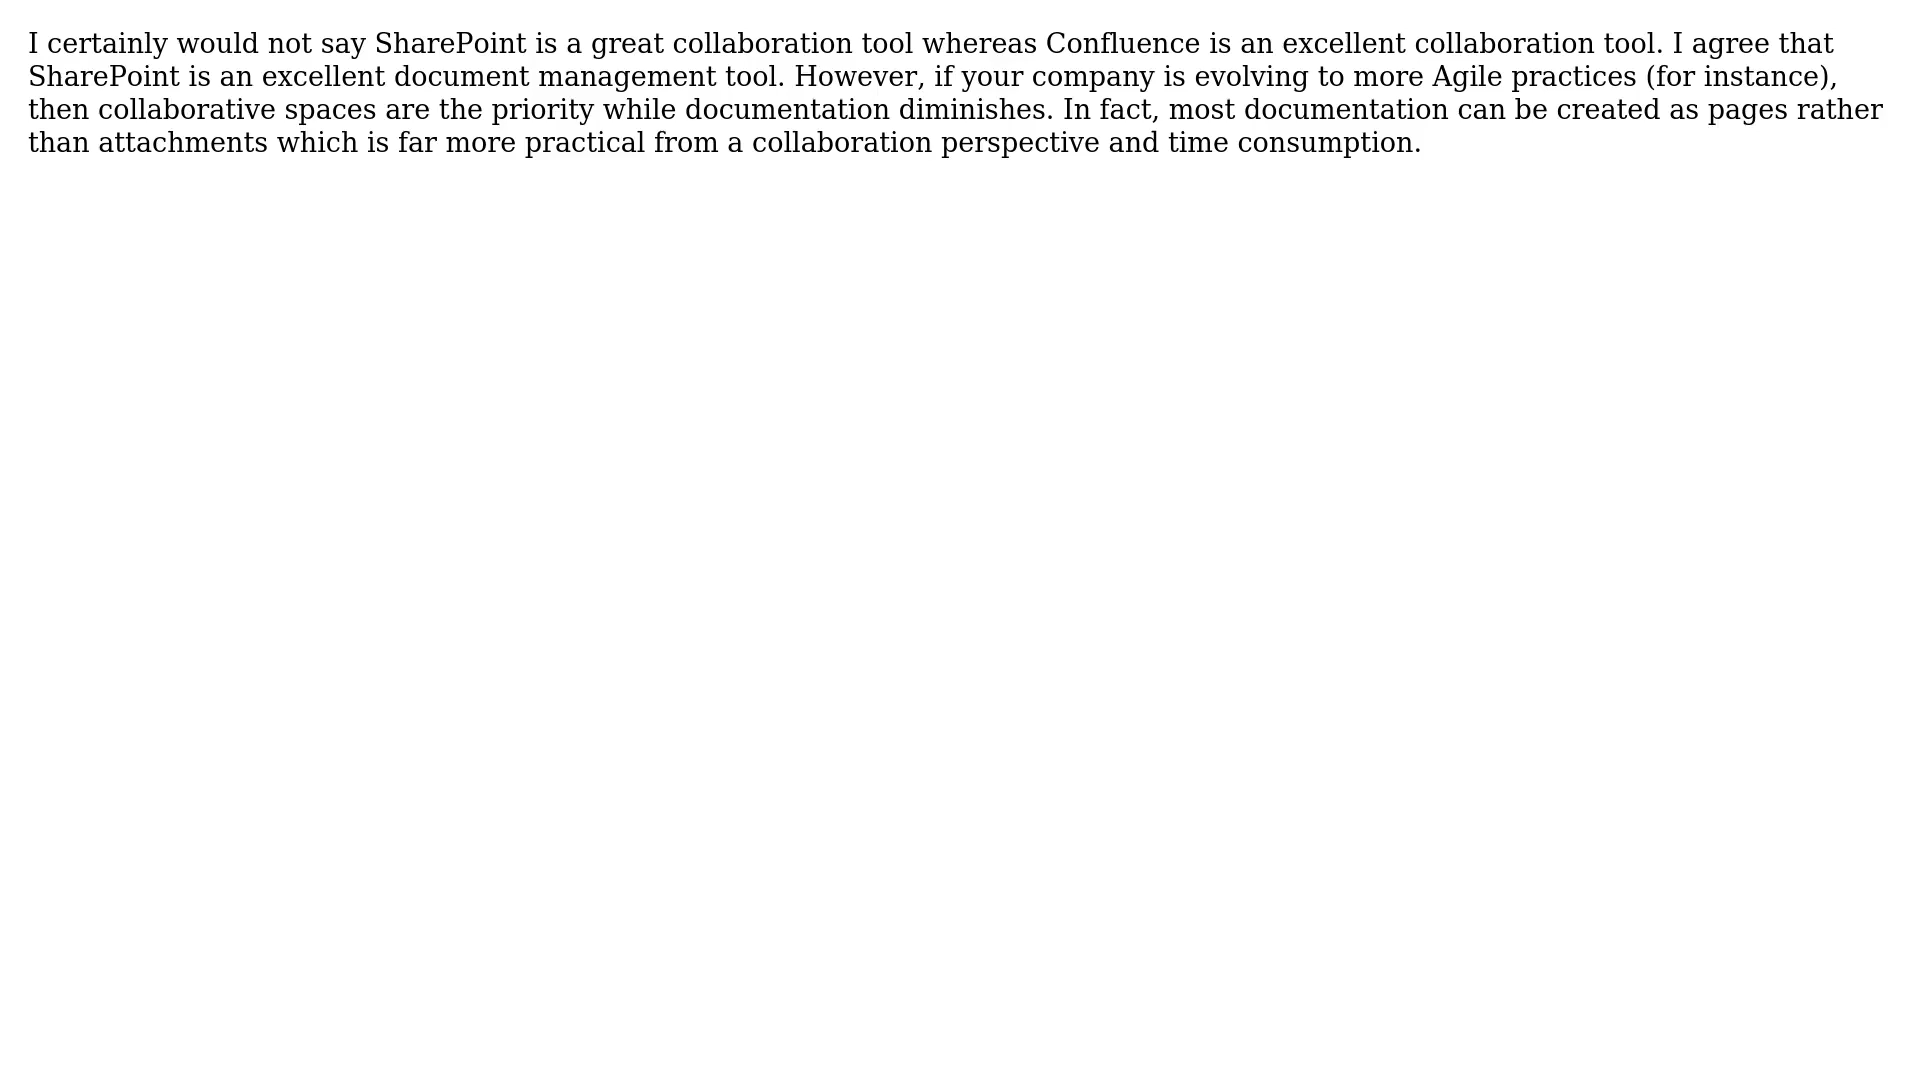 I certainly would not say SharePoint is a great collaboration tool whereas Confluence is an excellent collaboration tool. I agree that
SharePoint is an excellent document management tool. However, if your company is evolving to more Agile practices (for instance),
then collaborative spaces are the priority while documentation diminishes. In fact, most documentation can be created as pages rather
than attachments which is far more practical from a collaboration perspective and time consumption.